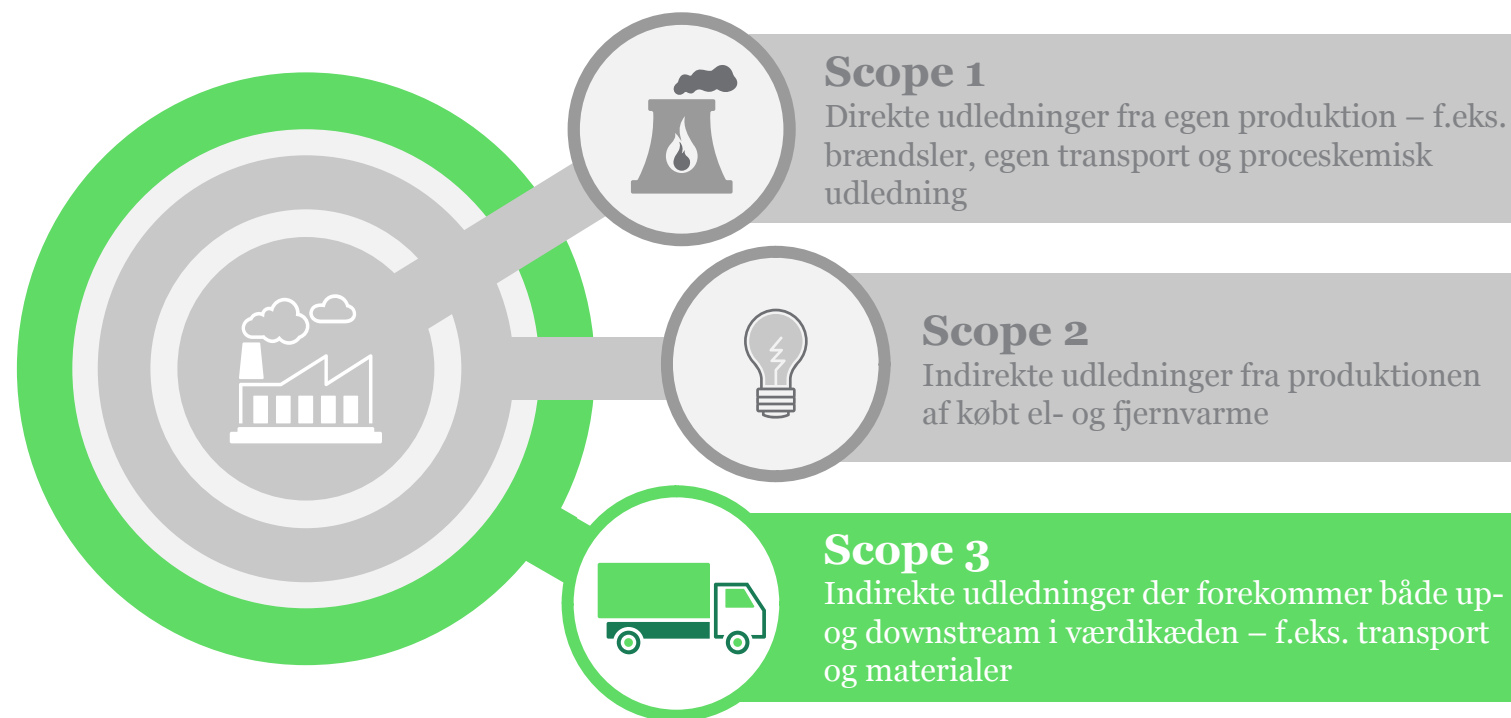 Scope 1
Direkte udledninger fra egen produktion – f.eks.
brændsler, egen transport og proceskemisk
udledning
Scope 2
Indirekte udledninger fra produktionen
af købt el- og fjernvarme
Scope 3
Indirekte udledninger der forekommer både up-
og downstream i værdikæden – f.eks. transport
og materialer